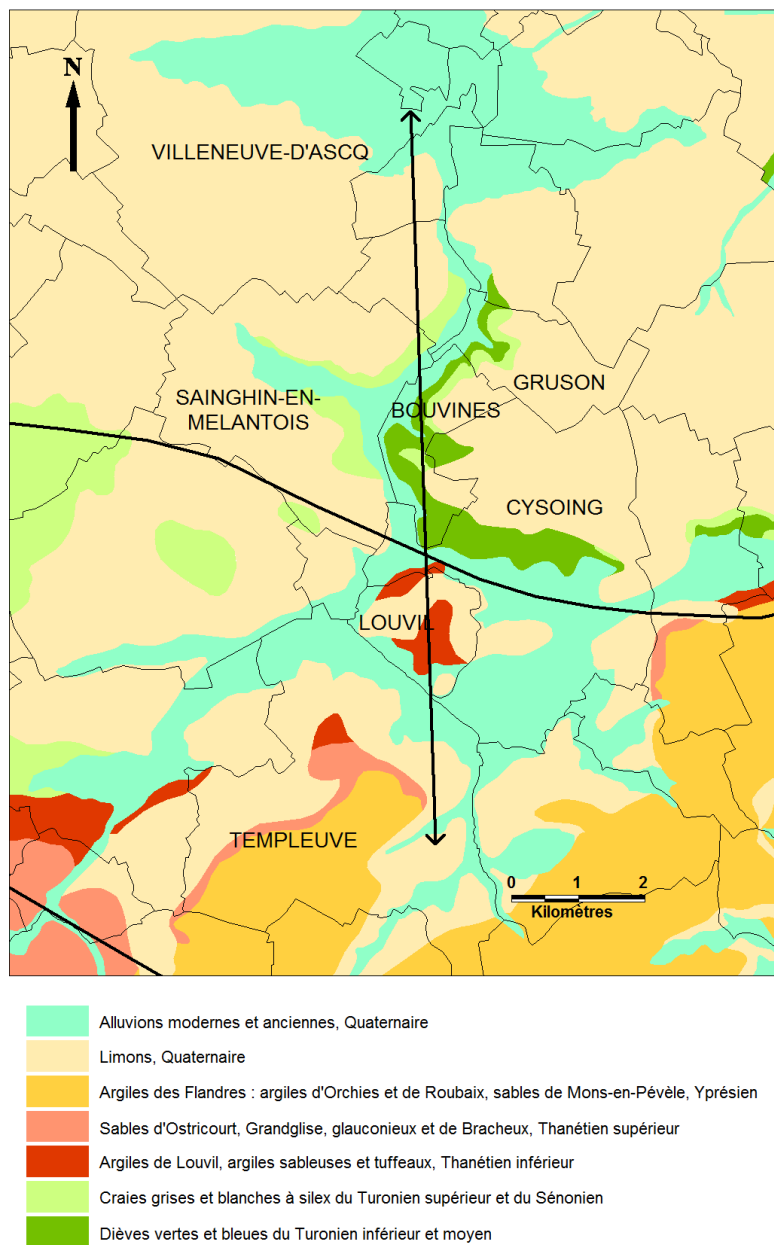 N
VILLENEUVE-D'ASCQ
GRUSON
SAINGHIN-EN-
MELANTOIS
BOUVINES
CYSOING
LOUVIL
TEMPLEUVE
0 1 2
Kilomètres
Alluvions modernes et anciennes, Quaternaire
Limons, Quaternaire
Argiles des Flandres : argiles d'Orchies et de Roubaix, sables de Mons-en-Pévèle, Yprésien
Sables d'Ostricourt, Grandglise, glauconieux et de Bracheux, Thanétien supérieur
Argiles de Louvil, argiles sableuses et tuffeaux, Thanétien inférieur
Craies grises et blanches à silex du Turonien supérieur et du Sénonien
Dièves vertes et bleues du Turonien inférieur et moyen